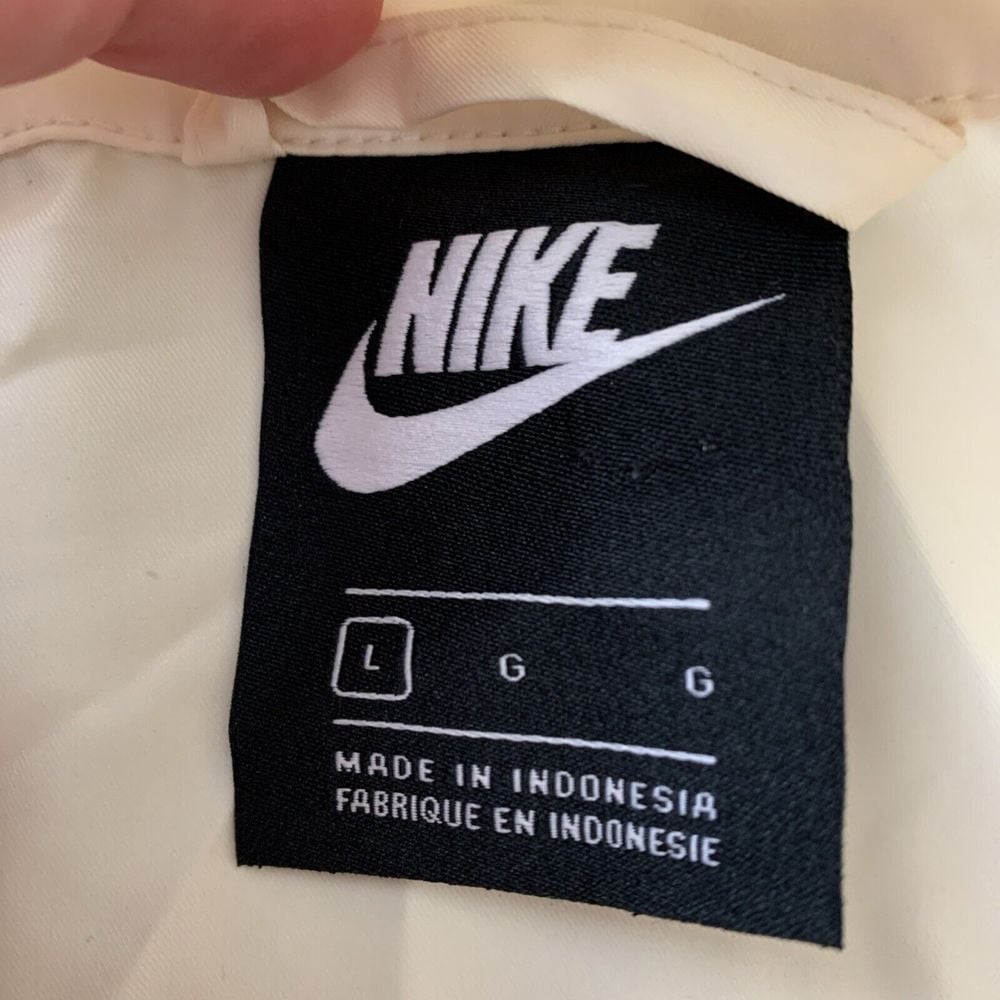 NIKE
L G G
MADE IN INDONESIA
FABRIQUE EN INDONESIE